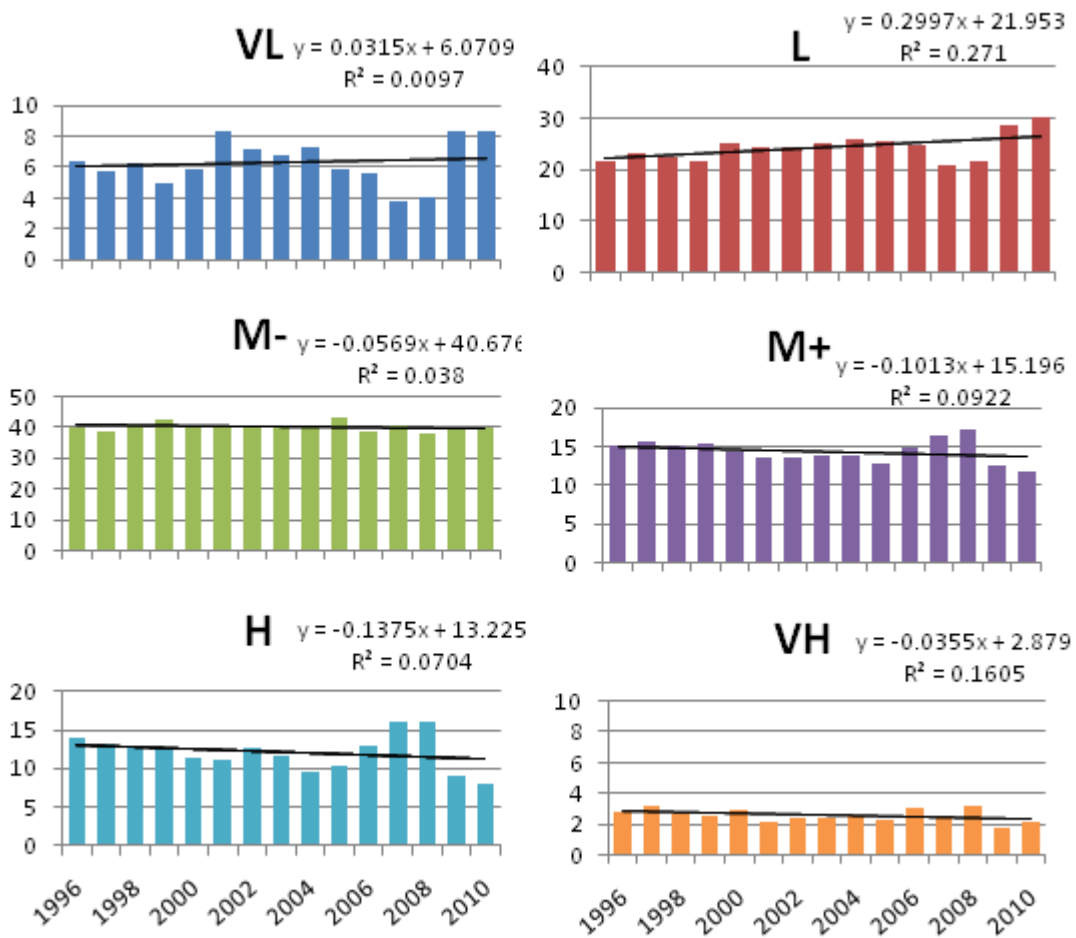 VL y = 0.0315x + 6.0709
R² = 0.0097
10
8
6
4
2
0
L y = 0.2997x + 21.953
R² = 0.271
40
30
20
10
0
M- y = -0.0569x + 40.676
R² = 0.038
50
40
30
20
10
0
M+ y = -0.1013x + 15.196
R² = 0.0922
20
15
10
5
0
H y = -0.1375x + 13.225
R² = 0.0704
20
15
10
5
0
1996 1998 2000 2002 2004 2006 2008 2010
VH y = -0.0355x + 2.879
R² = 0.1605
10
8
6
4
2
0
1996 1998 2000 2002 2004 2006 2008 2010